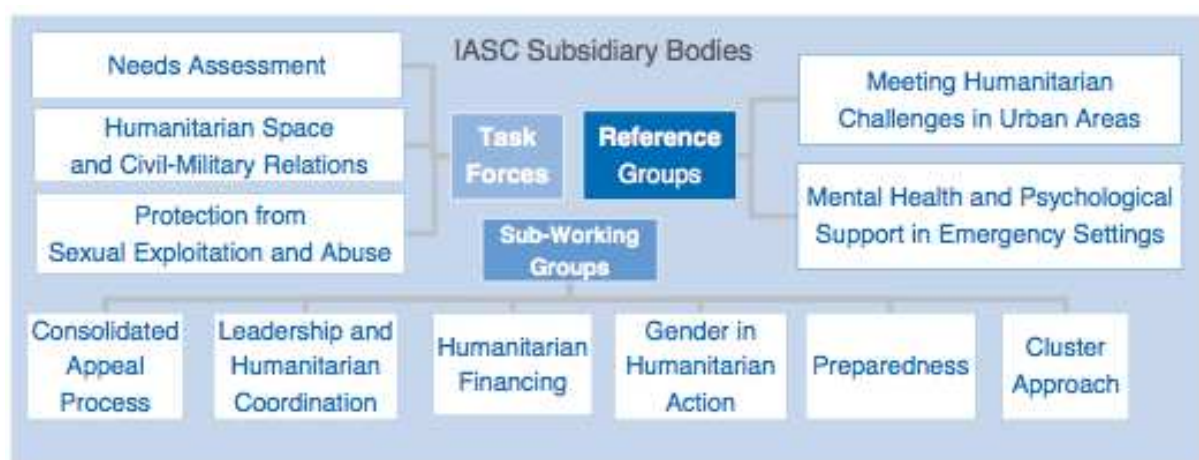 IASC Subsidiary Bodies
Needs Assessment
Humanitarian Space
and Civil-Military Relations
Protection from
Sexual Exploitation and Abuse
Task
Forces
Reference
Groups
Meeting Humanitarian
Challenges in Urban Areas
Mental Health and Psychological
Support in Emergency Settings
Sub-Working
Groups
Consolidated
Appeal
Process
Leadership and
Humanitarian
Coordination
Humanitarian
Financing
Gender in
Humanitarian
Action
Preparedness
Cluster
Approach